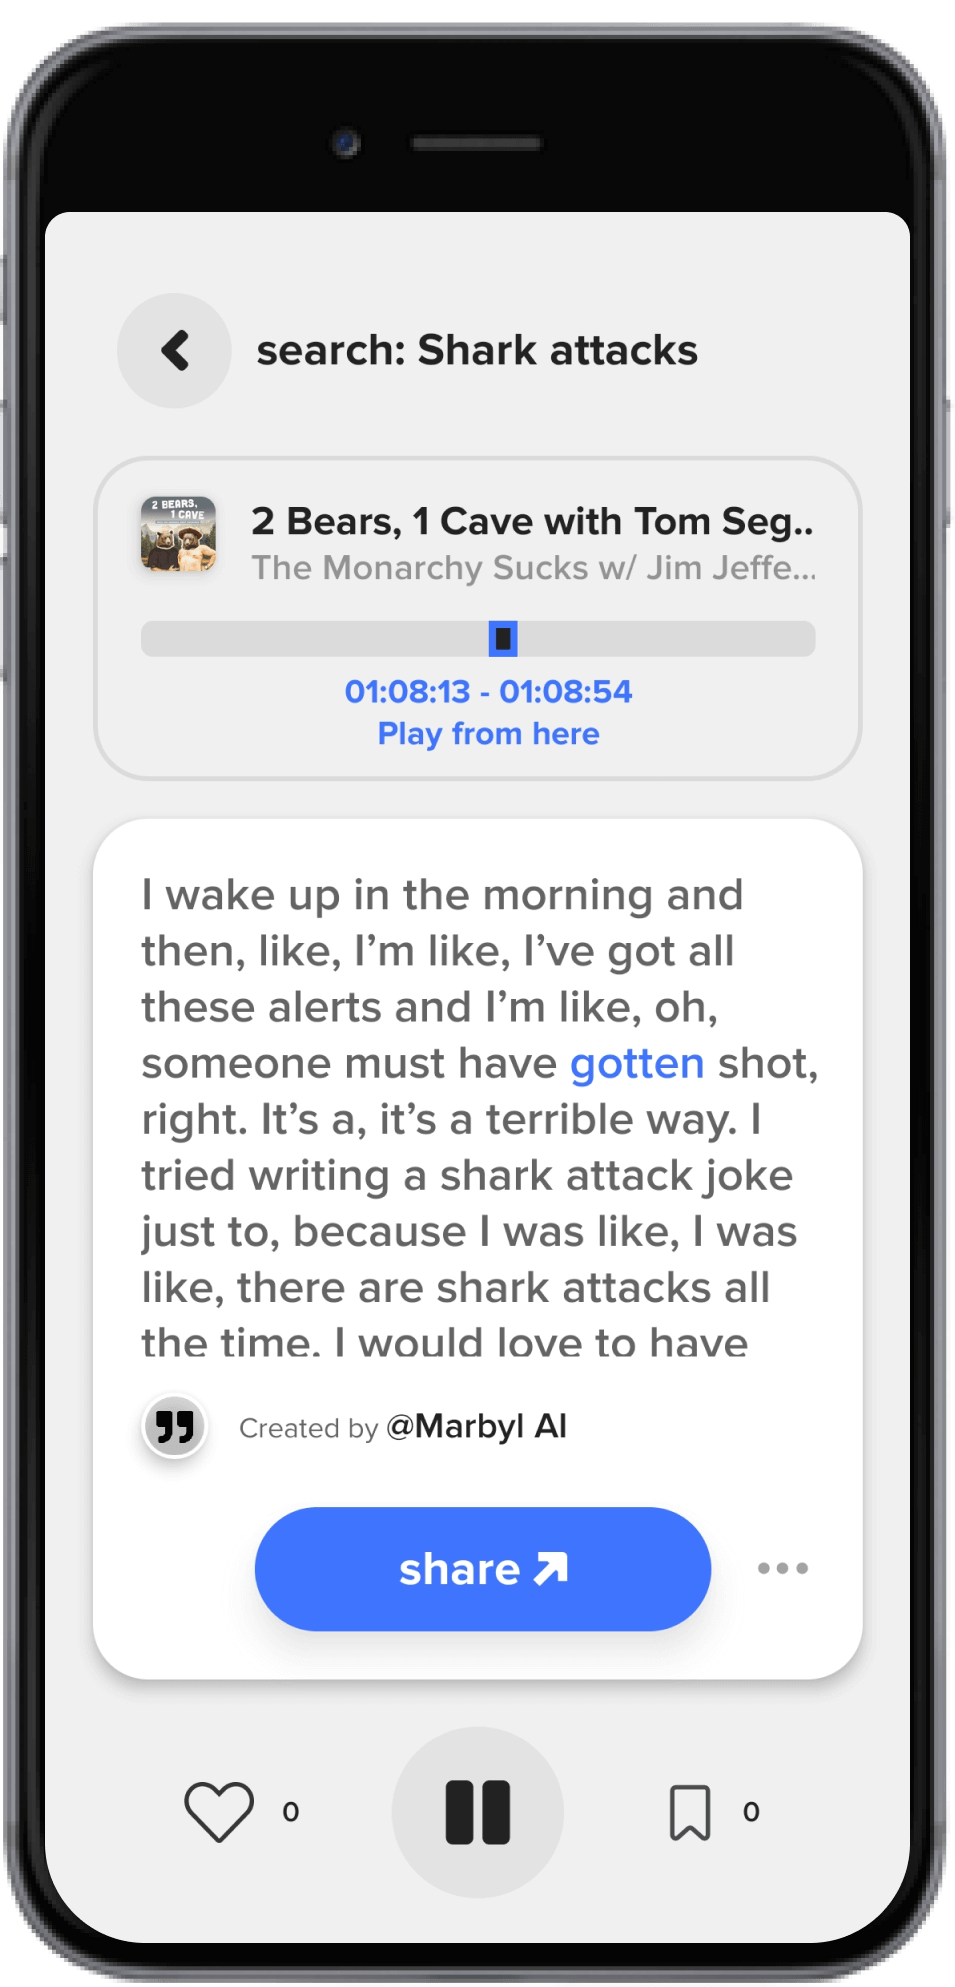 search: Shark attacks
2 BEARS,
1 CAVE
2 Bears, 1 Cave with Tom Seg..
The Monarchy Sucks w/ Jim Jeffe...
01:08:13 - 01:08:54
Play from here
I wake up in the morning and
then, like, I’m like, I’ve got all
these alerts and I’m like, oh,
someone must have gotten shot,
right. It’s a, it’s a terrible way. I
tried writing a shark attack joke
just to, because I was like, I was
like, there are shark attacks all
the time. I would love to have
Created by @Marbyl AI
share
0
0